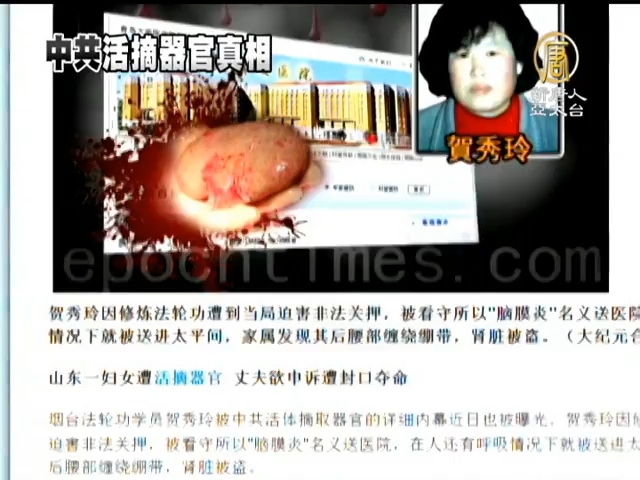 中共活摘器官真相
新唐人
亞太台
醫院
賀秀玲
epochtimes.com
贺秀玲因修炼法轮功遭到当局迫害非法关押，被看守所以"脑膜炎"名义送医院
情况下就被送进太平间，家属发现其后腰部缠绕绷带，肾脏被盗。（大纪元合
山东一妇女遭活摘器官 丈夫欲申诉遭封口夺命
烟台法轮功学员贺秀玲被中共活体摘取器官的详细内幕近日也被曝光。贺秀玲因修
迫害非法关押，被看守所以"脑膜炎"名义送医院，在人还有呼吸情况下就被送进太
后腰部缠绕绷带，肾脏被盗。